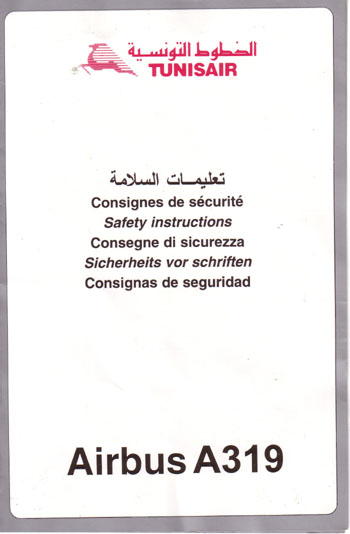 الخطوط التونسية
TUNISAIR
تعليمـات السلامة
Consignes de sécurité
Safety instructions
Consegne di sicurezza
Sicherheits vor schriften
Consignas de seguridad
Airbus A319